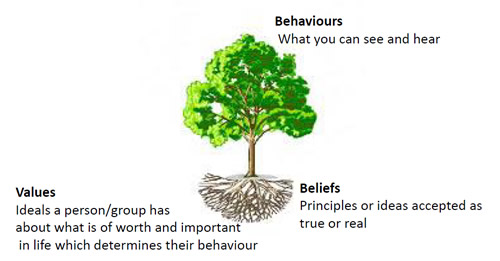 Behaviours
What you can see and hear
Values
Ideals a person/group has
about what is of worth and important
in life which determines their behaviour
Beliefs
Principles or ideas accepted as
true or real